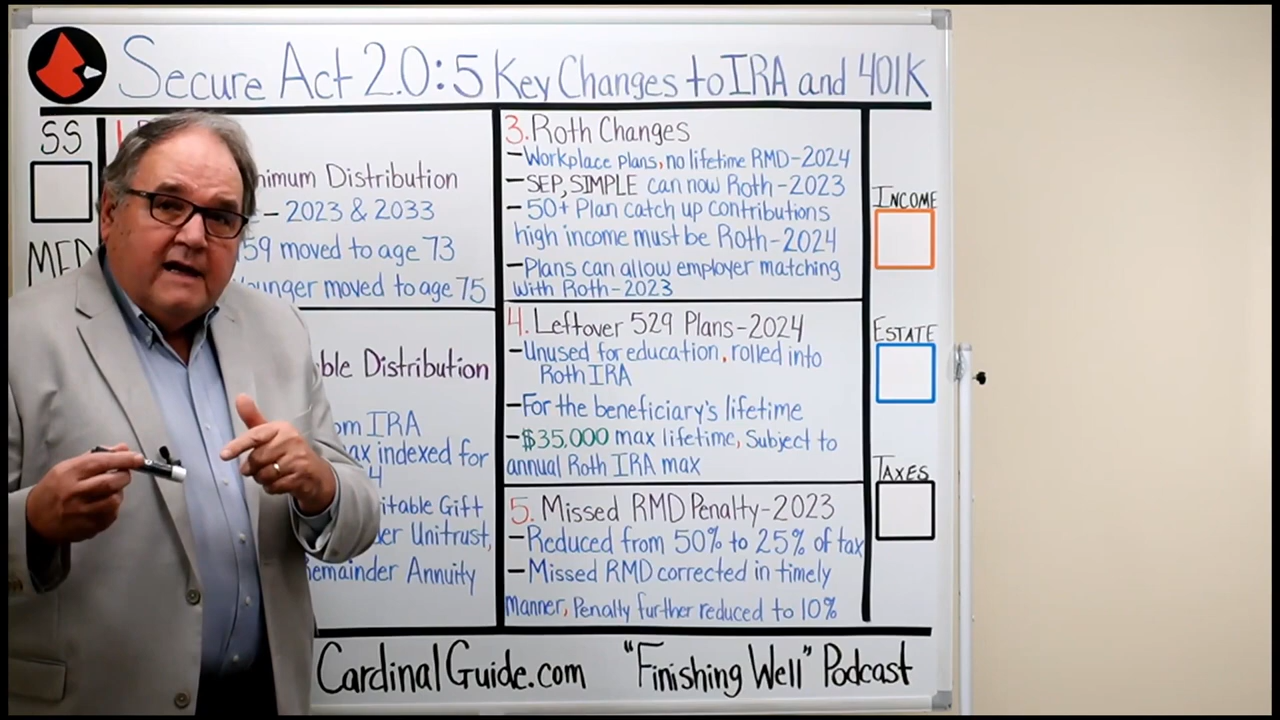 Secure Act 2.0: 5 Key Changes to IRA and 401K
SS
MED
1.
nimum Distribution
– 2023 & 2033
59 moved to age 73
ounger moved to age 75
ble Distribution
om IRA
ax indexed for
4
itable Gift
er Unitrust,
emainder Annuity
3. Roth Changes
–Workplace plans, no lifetime RMD–2024
–SEP, SIMPLE can now Roth–2023
–50+ Plan catch up contributions
high income must be Roth–2024
–Plans can allow employer matching
with Roth–2023
4. Leftover 529 Plans–2024
–Unused for education, rolled into
Roth IRA
–For the beneficiary's lifetime
–$35,000 max lifetime, Subject to
annual Roth IRA max
5. Missed RMD Penalty–2023
–Reduced from 50% to 25% of tax
–Missed RMD corrected in timely
manner, Penalty further reduced to 10%
INCOME
ESTATE
TAXES
CardinalGuide.com "Finishing Well" Podcast